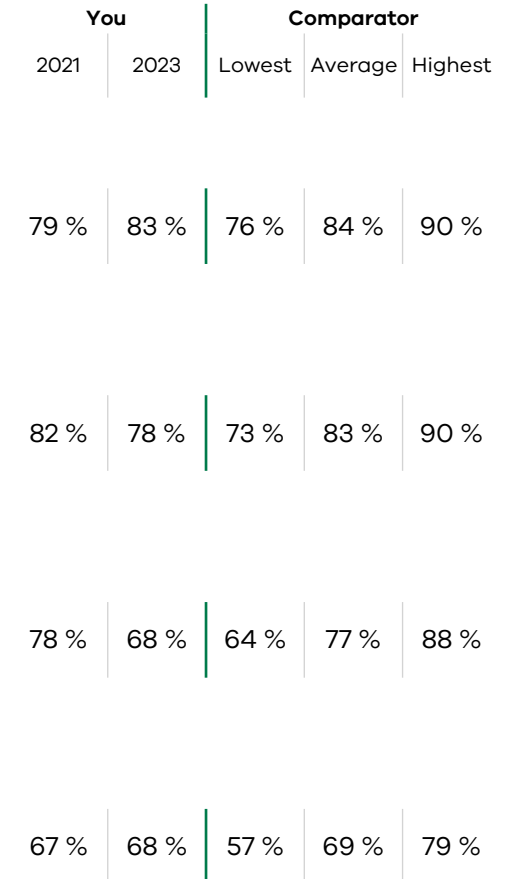 You Comparator
2021 2023 Lowest Average Highest
79 % 83 % 76 % 84 % 90 %
82 % 78 % 73 % 83 % 90 %
78 % 68 % 64 % 77 % 88 %
67 % 68 % 57 % 69 % 79 %